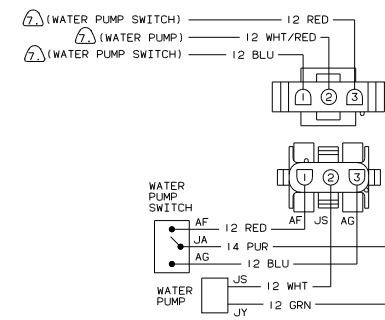 7. (WATER PUMP SWITCH) 12 RED
7. (WATER PUMP) 12 WHT/RED
7. (WATER PUMP SWITCH) 12 BLU
1 2 3
1 2 3
AF JS AG
WATER
PUMP
SWITCH
AF 12 RED
JA 14 PUR
AG 12 BLU
WATER
PUMP
JS 12 WHT
JY 12 GRN